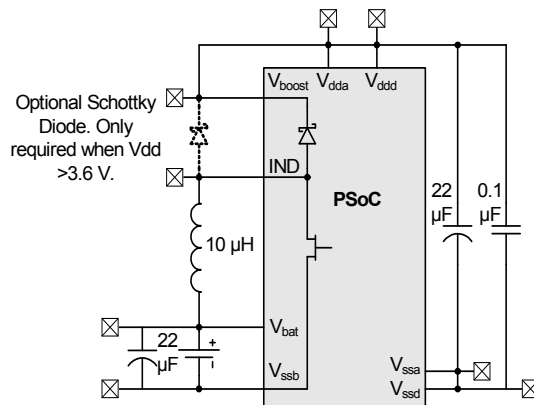 Vboost Vdda Vddd
Optional Schottky
Diode. Only
required when Vdd
>3.6 V.
IND
PSoC
22
µF
0.1
µF
10 µH
Vbat
22
µF
+
-
Vssb
Vssa
Vssd